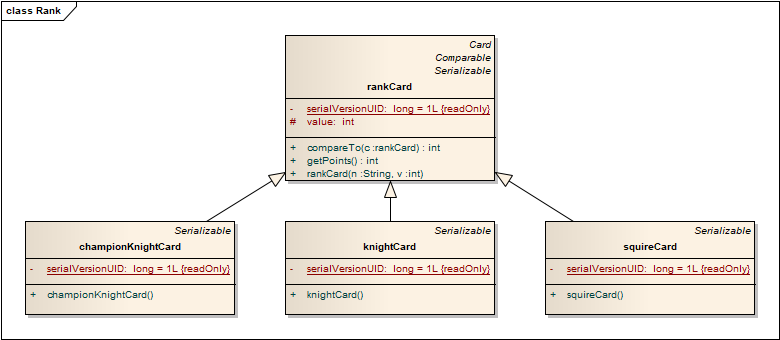 class Rank
Card
Comparable
Serializable
rankCard
- serialVersionUID: long = 1L {readOnly}
# value: int
+ compareTo(c :rankCard) : int
+ getPoints() : int
+ rankCard(n :String, v :int)
Serializable
championKnightCard
- serialVersionUID: long = 1L {readOnly}
+ championKnightCard()
Serializable
knightCard
- serialVersionUID: long = 1L {readOnly}
+ knightCard()
Serializable
squireCard
- serialVersionUID: long = 1L {readOnly}
+ squireCard()